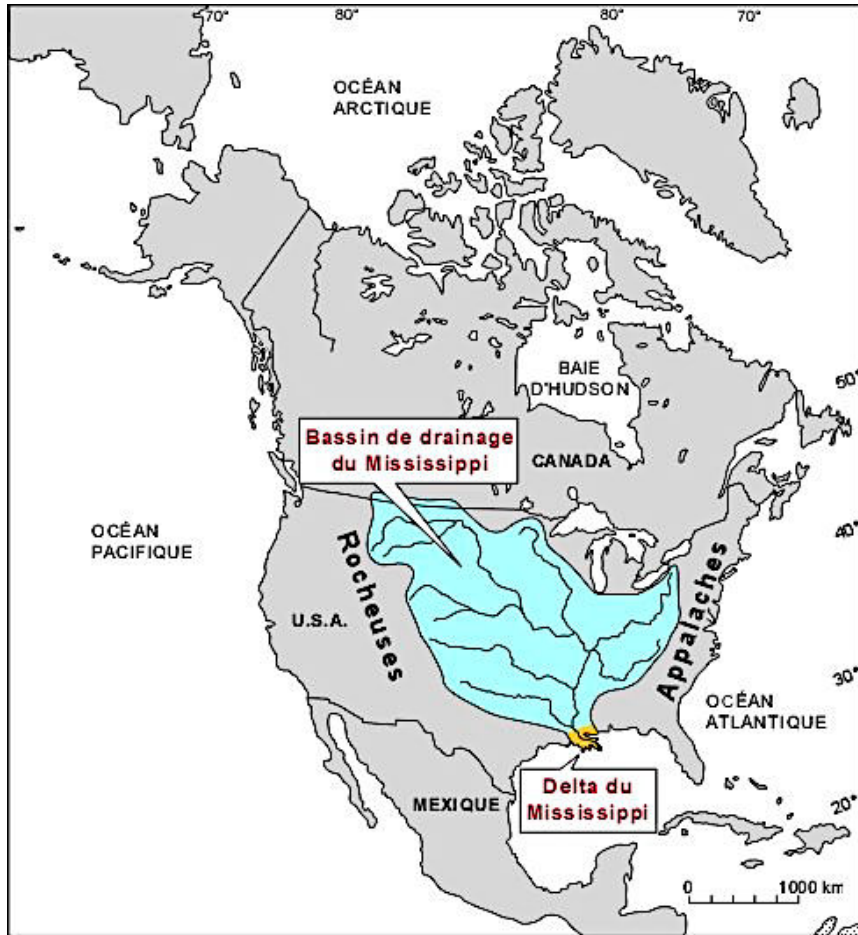 70°
80°
80°
70°
OCÉAN
ARCTIQUE
BAIE
D'HUDSON
50°
Bassin de drainage
du Mississippi
CANADA
OCÉAN
PACIFIQUE
40°
Rocheuses
Appalaches
U.S.A.
30°
OCÉAN
ATLANTIQUE
Delta du
Mississippi
MEXIQUE
20°
0 1000 km